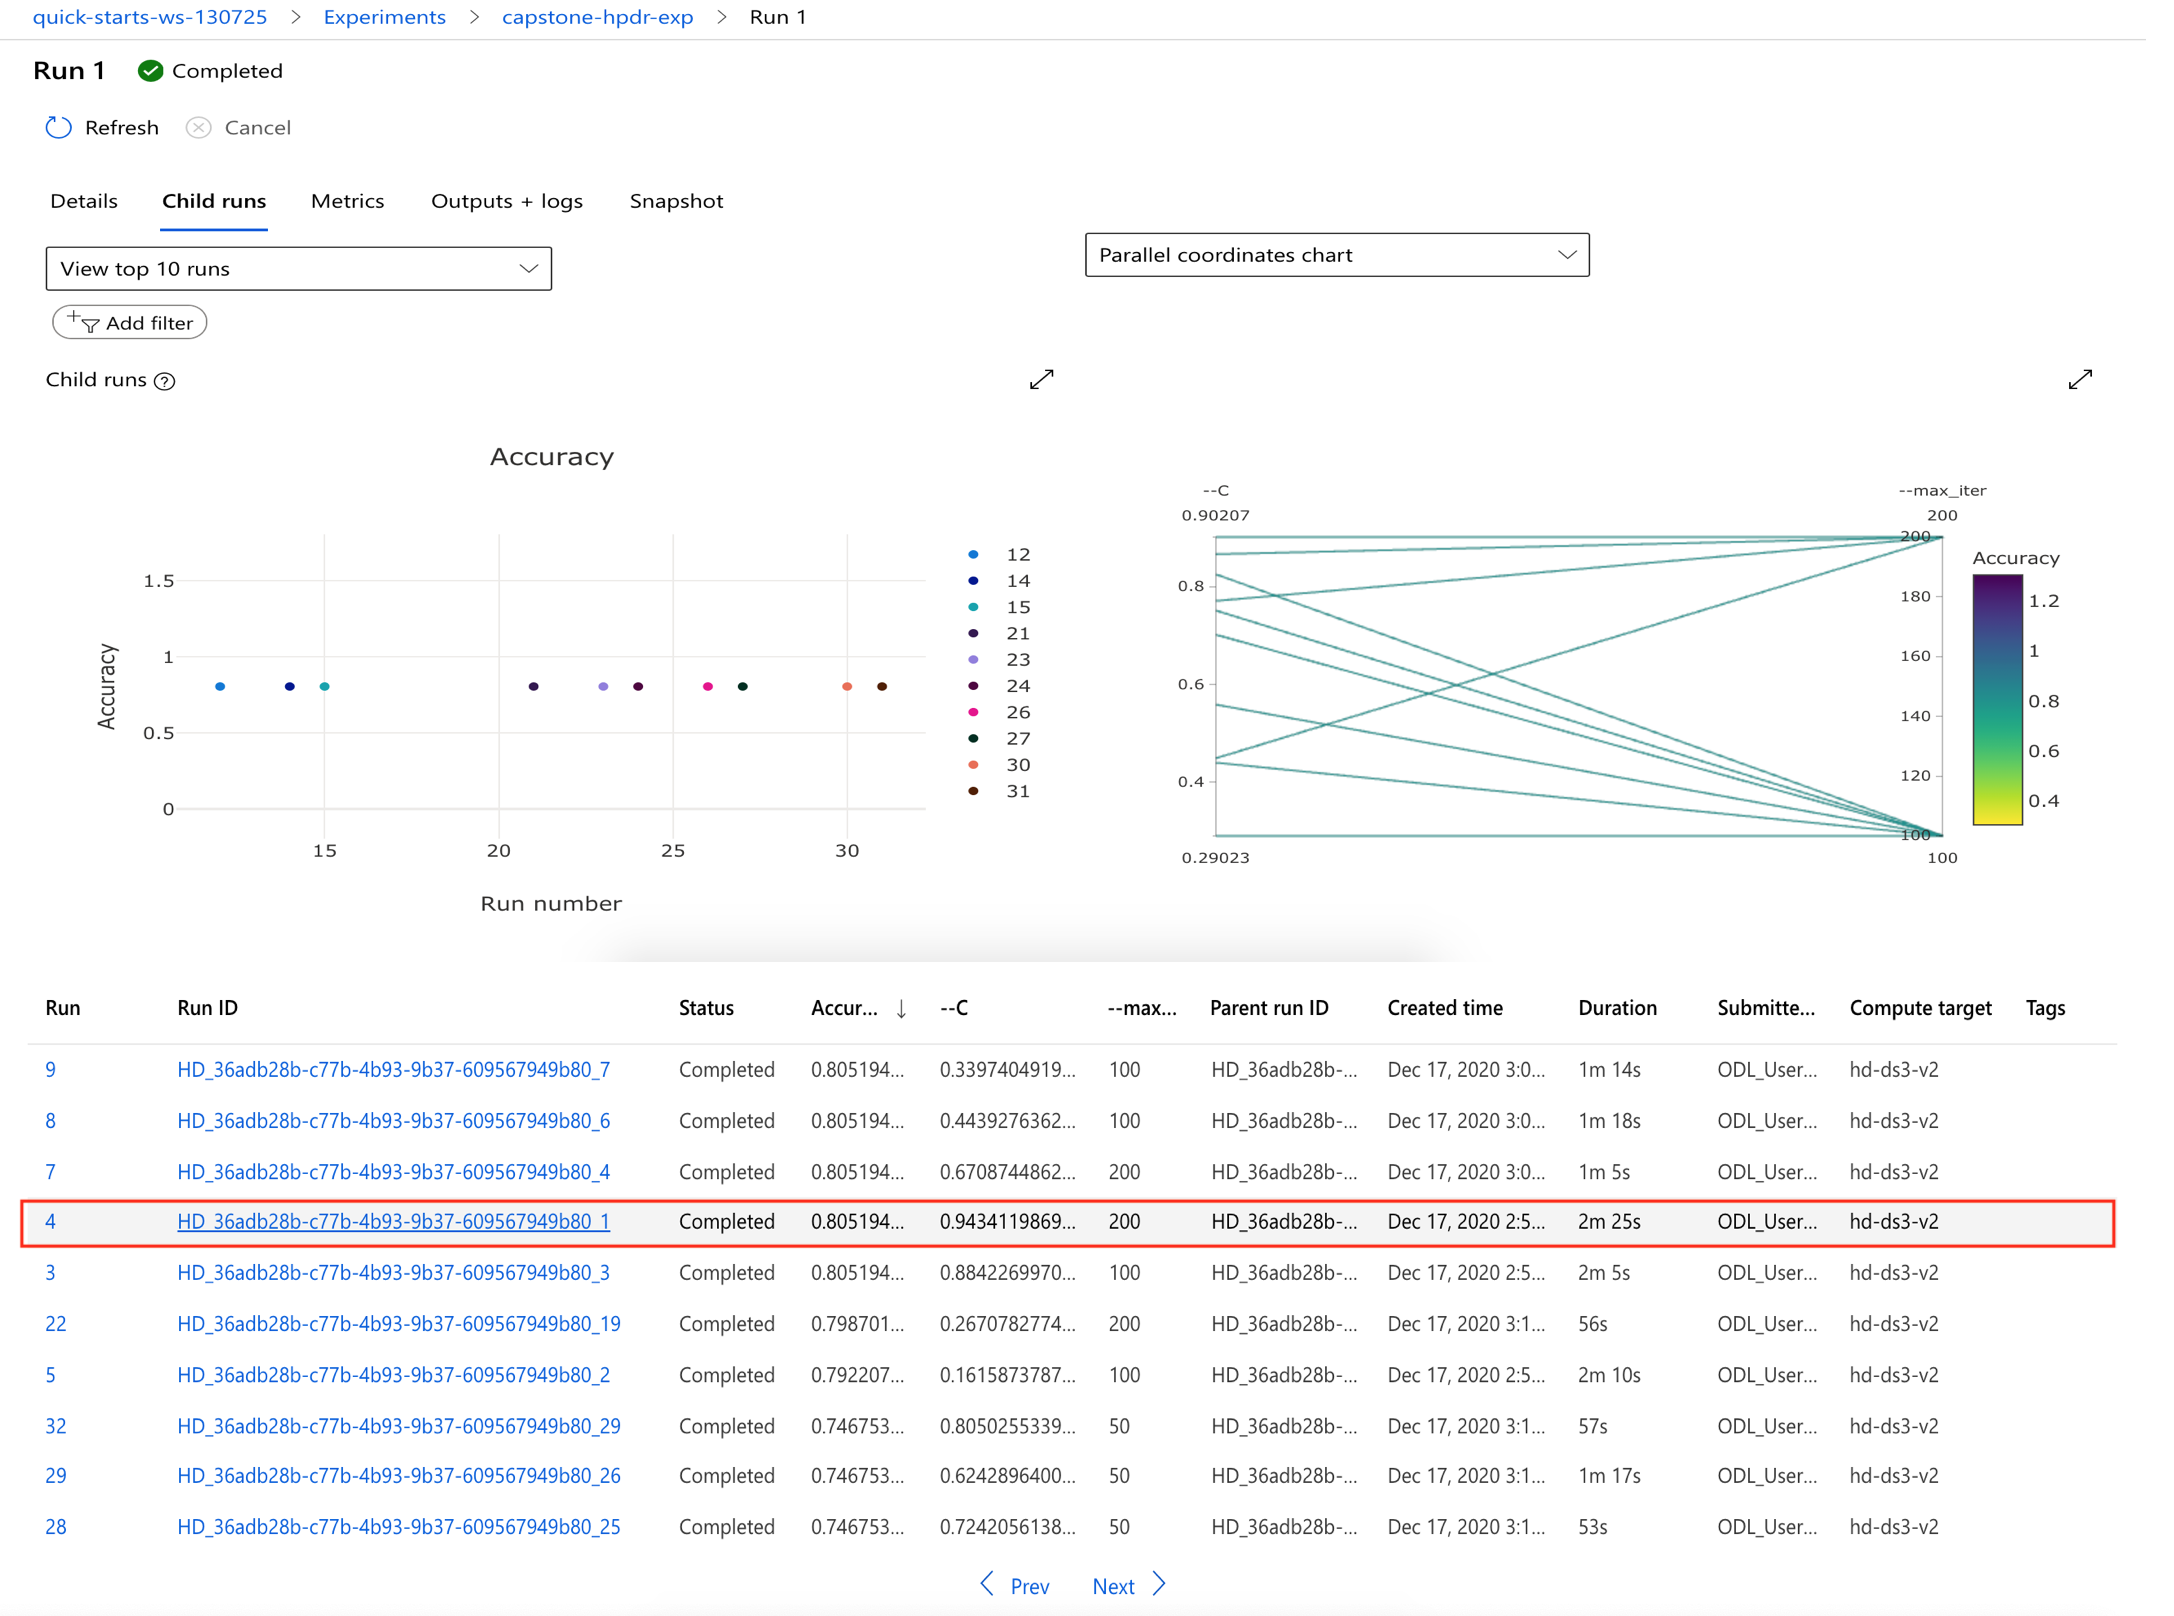 quick-starts-ws-130725 > Experiments > capstone-hpdr-exp > Run 1
Run 1 Completed
Refresh Cancel
Details Child runs Metrics Outputs + logs Snapshot
View top 10 runs
Parallel coordinates chart
Add filter
Child runs
Accuracy
1.5
1
0.5
0
Accuracy
15 20 25 30
Run number
12
14
15
21
23
24
26
27
30
31
--C
0.90207
0.8
0.6
0.4
0.29023
--max_iter
200
200
180
160
140
120
100
100
Accuracy
1.2
1
0.8
0.6
0.4
Run Run ID Status Accur... ↓ --C --max... Parent run ID Created time Duration Submitte... Compute target Tags
9 HD_36adb28b-c77b-4b93-9b37-609567949b80_7 Completed 0.805194... 0.3397404919... 100 HD_36adb28b-... Dec 17, 2020 3:0... 1m 14s ODL_User... hd-ds3-v2
8 HD_36adb28b-c77b-4b93-9b37-609567949b80_6 Completed 0.805194... 0.4439276362... 100 HD_36adb28b-... Dec 17, 2020 3:0... 1m 18s ODL_User... hd-ds3-v2
7 HD_36adb28b-c77b-4b93-9b37-609567949b80_4 Completed 0.805194... 0.6708744862... 200 HD_36adb28b-... Dec 17, 2020 3:0... 1m 5s ODL_User... hd-ds3-v2
4 HD_36adb28b-c77b-4b93-9b37-609567949b80_1 Completed 0.805194... 0.9434119869... 200 HD_36adb28b-... Dec 17, 2020 2:5... 2m 25s ODL_User... hd-ds3-v2
3 HD_36adb28b-c77b-4b93-9b37-609567949b80_3 Completed 0.805194... 0.8842269970... 100 HD_36adb28b-... Dec 17, 2020 2:5... 2m 5s ODL_User... hd-ds3-v2
22 HD_36adb28b-c77b-4b93-9b37-609567949b80_19 Completed 0.798701... 0.2670782774... 200 HD_36adb28b-... Dec 17, 2020 3:1... 56s ODL_User... hd-ds3-v2
5 HD_36adb28b-c77b-4b93-9b37-609567949b80_2 Completed 0.792207... 0.1615873787... 100 HD_36adb28b-... Dec 17, 2020 2:5... 2m 10s ODL_User... hd-ds3-v2
32 HD_36adb28b-c77b-4b93-9b37-609567949b80_29 Completed 0.746753... 0.8050255339... 50 HD_36adb28b-... Dec 17, 2020 3:1... 57s ODL_User... hd-ds3-v2
29 HD_36adb28b-c77b-4b93-9b37-609567949b80_26 Completed 0.746753... 0.6242896400... 50 HD_36adb28b-... Dec 17, 2020 3:1... 1m 17s ODL_User... hd-ds3-v2
28 HD_36adb28b-c77b-4b93-9b37-609567949b80_25 Completed 0.746753... 0.7242056138... 50 HD_36adb28b-... Dec 17, 2020 3:1... 53s ODL_User... hd-ds3-v2
< Prev Next >